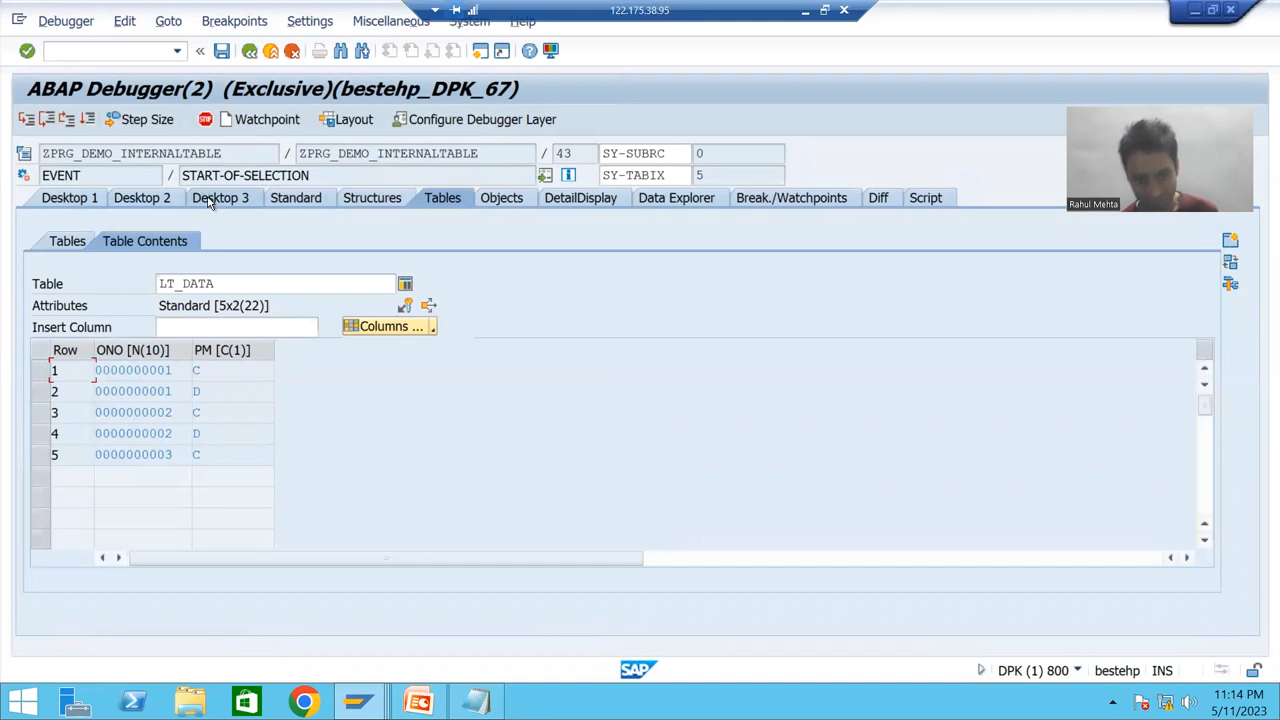 122.175.38.95
Debugger Edit Goto Breakpoints Settings Miscellaneous System Help
ABAP Debugger(2) (Exclusive)(bestehp_DPK_67)
Step Size STOP Watchpoint Layout Configure Debugger Layer
ZPRG_DEMO_INTERNALTABLE / ZPRG_DEMO_INTERNALTABLE / 43 SY-SUBRC 0
EVENT / START-OF-SELECTION SY-TABIX 5
Desktop 1 Desktop 2 Desktop 3 Standard Structures Tables Objects DetailDisplay Data Explorer Break./Watchpoints Diff Script
Rahul Mehta
Tables Table Contents
Table LT_DATA
Attributes Standard [5x2(22)]
Insert Column Columns ...
Row ONO [N(10)] PM [C(1)]
1 0000000001 C
2 0000000001 D
3 0000000002 C
4 0000000002 D
5 0000000003 C
SAP DPK (1) 800 bestehp INS
11:14 PM
5/11/2023